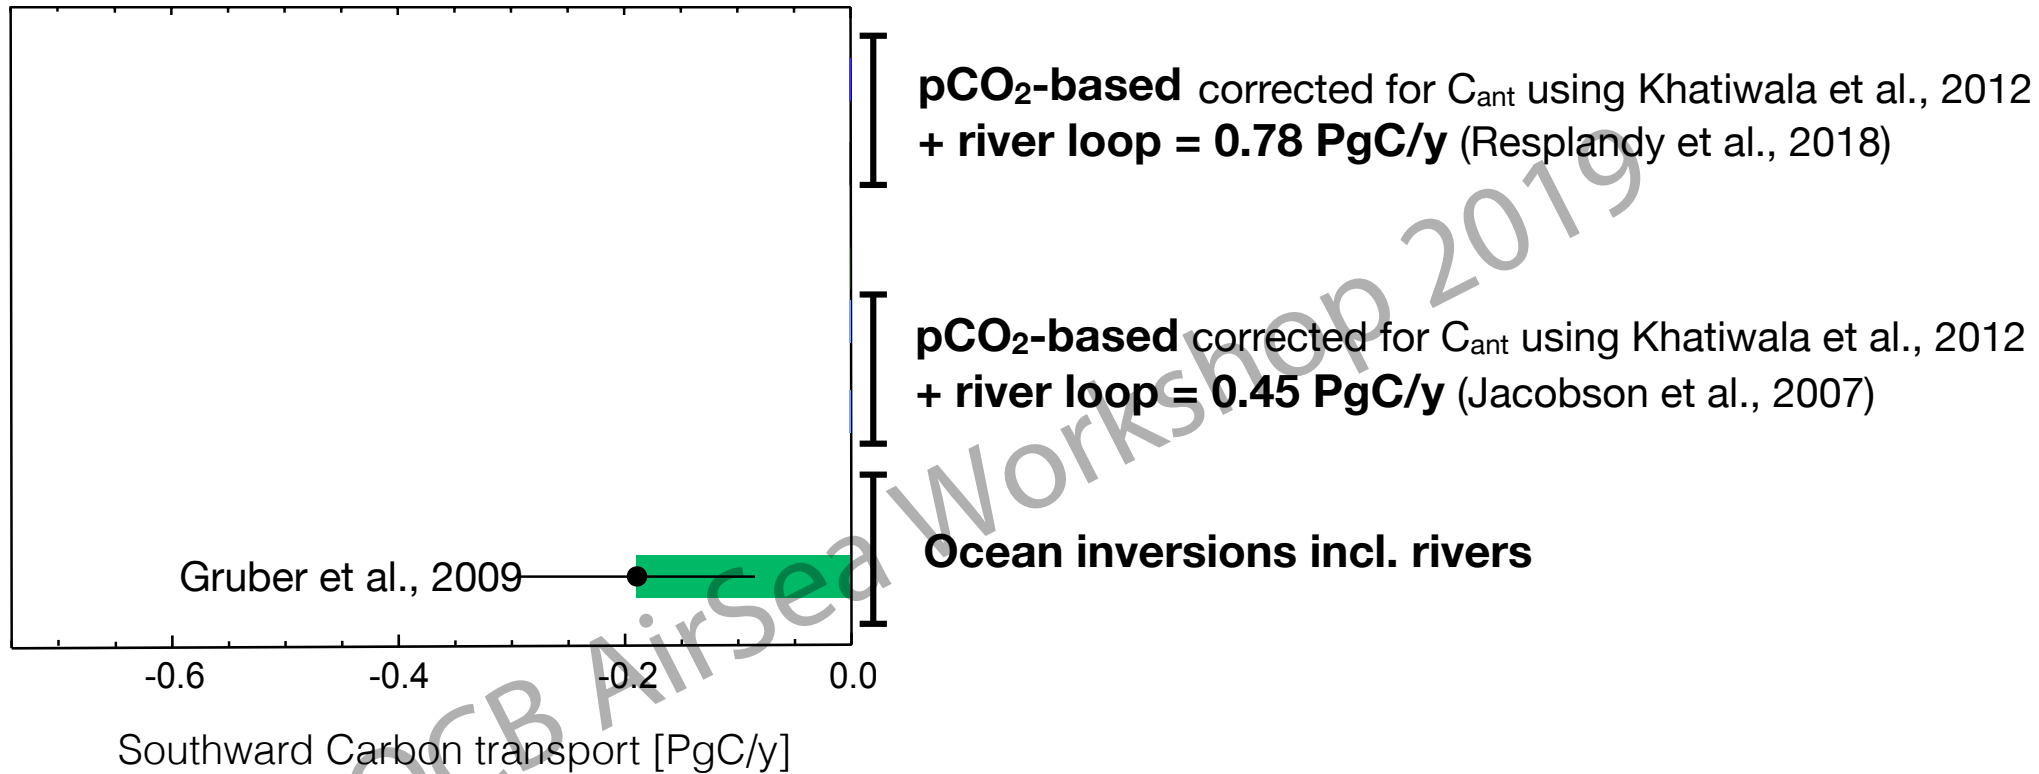 pCO₂-based corrected for Cant using Khatiwala et al., 2012
+ river loop = 0.78 PgC/y (Resplandy et al., 2018)
pCO₂-based corrected for Cant using Khatiwala et al., 2012
+ river loop = 0.45 PgC/y (Jacobson et al., 2007)
Ocean inversions incl. rivers
Gruber et al., 2009
-0.6 -0.4 -0.2 0.0
Southward Carbon transport [PgC/y]
OCB AirSea Workshop 2019